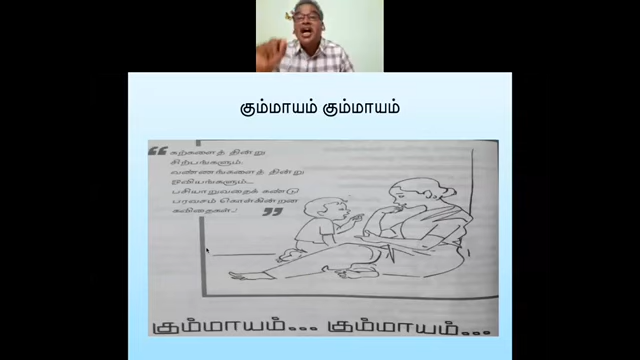 கும்மாயம் கும்மாயம்
கற்களைத் தின்று
சிற்பங்களும்.
வண்ணங்களைத் தின்று
ஓவியங்களும்...
பசியாறுவதைக் கண்டு
பரவசம் கொள்கின்றன
கவிதைகள்..!
கும்மாயம்... கும்மாயம்...